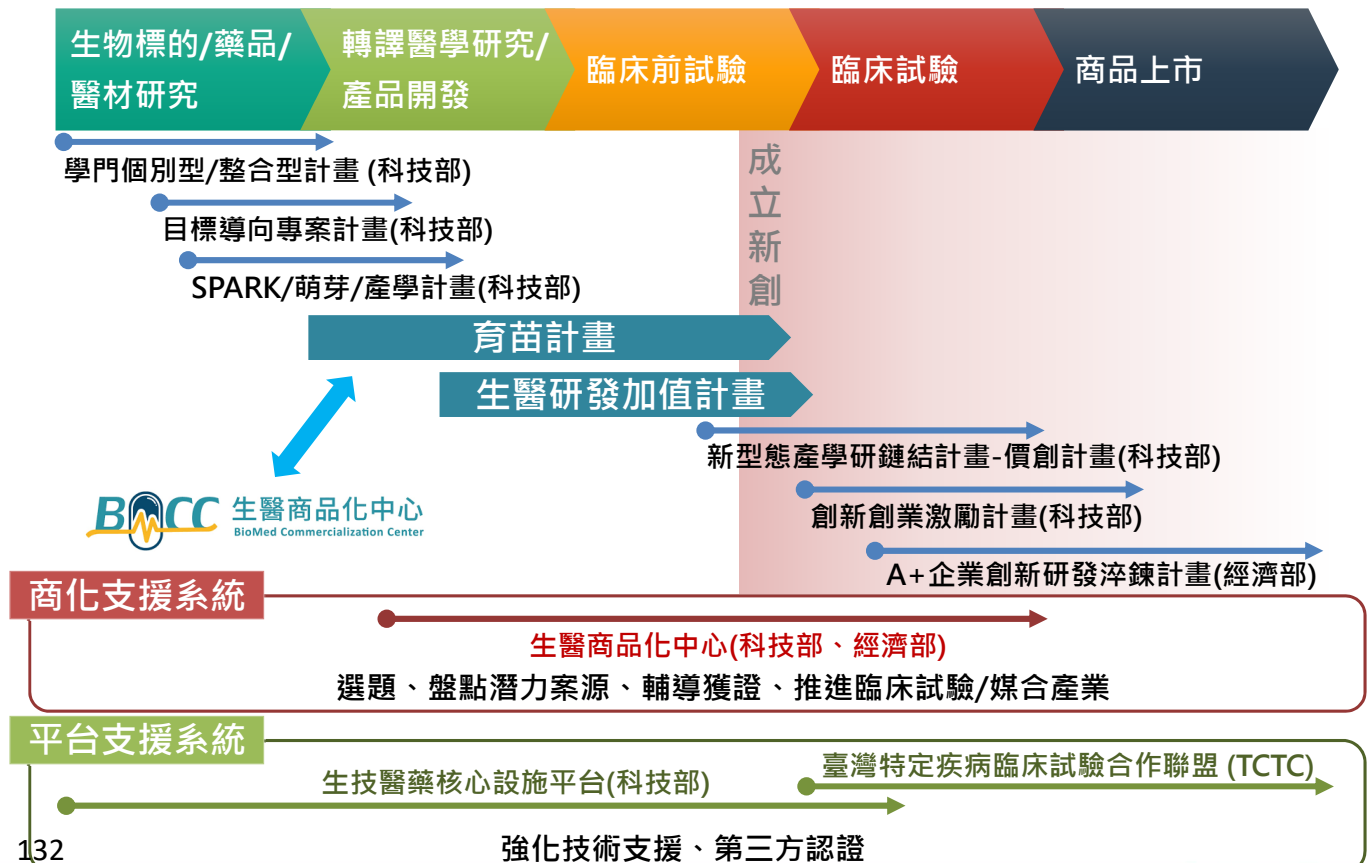 生物標的/藥品/
醫材研究
轉譯醫學研究/
產品開發
臨床前試驗
臨床試驗
商品上市
學門個別型/整合型計畫 (科技部)
目標導向專案計畫(科技部)
SPARK/萌芽/產學計畫(科技部)
成立新創
育苗計畫
生醫研發加值計畫
新型態產學研鏈結計畫-價創計畫(科技部)
創新創業激勵計畫(科技部)
A+企業創新研發淬鍊計畫(經濟部)
BMCC 生醫商品化中心
BioMed Commercialization Center
商化支援系統
生醫商品化中心(科技部、經濟部)
選題、盤點潛力案源、輔導獲證、推進臨床試驗/媒合產業
平台支援系統
生技醫藥核心設施平台(科技部)
臺灣特定疾病臨床試驗合作聯盟 (TCTC)
強化技術支援、第三方認證
132